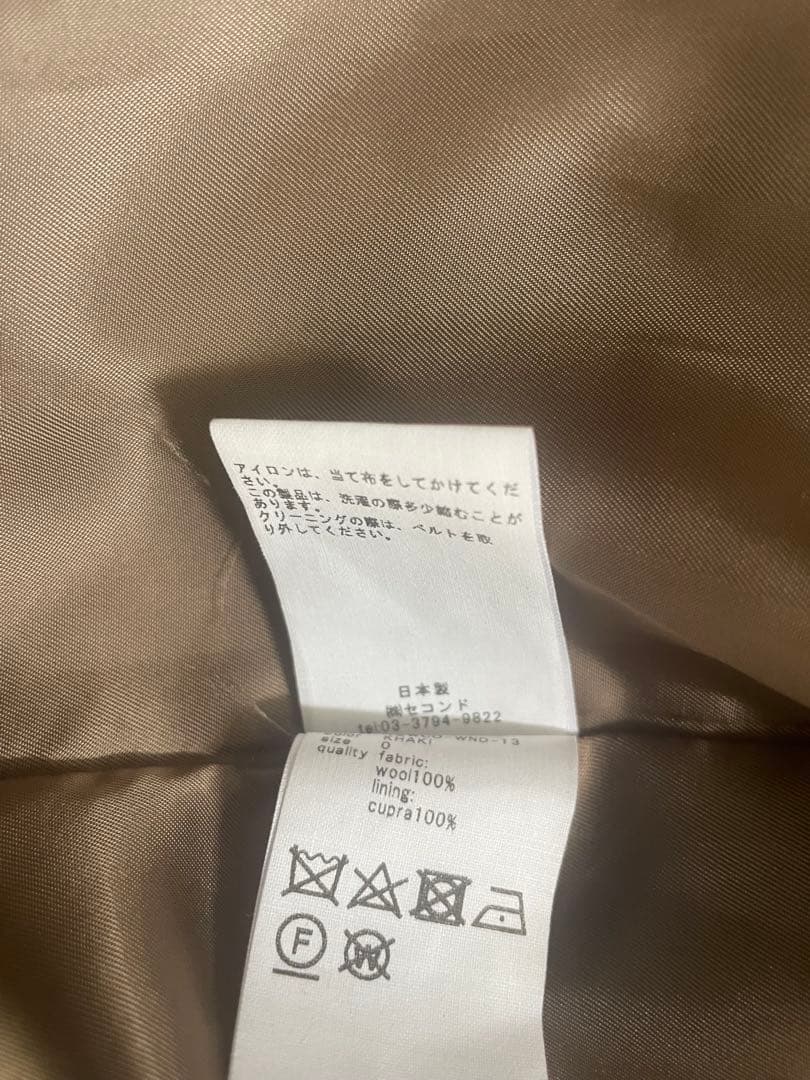 アイロンは、当て布をしてかけてくだ
さい。
この製品は、洗濯の際多少縮むことが
あります。
クリーニングの際は、ベルトを取
り外してください。
日本製
㈱セコンド
tel03-3794-9822
KHAKI WND-13
size 0
quality fabric:
wool100%
lining:
cupra100%
F
W